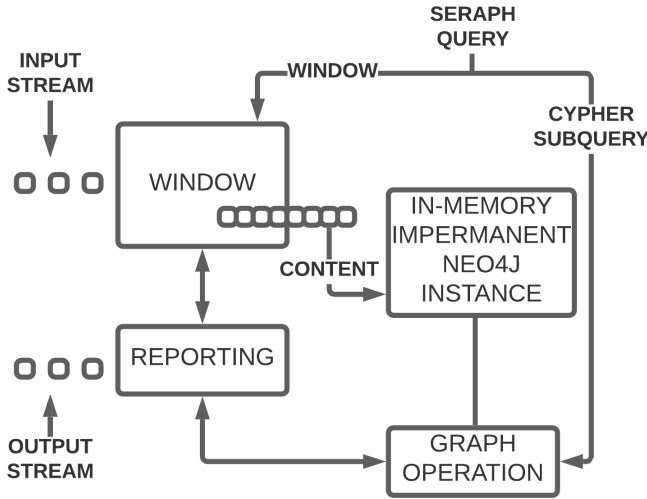 SERAPH
QUERY
INPUT
STREAM
WINDOW
CYPHER
SUBQUERY
WINDOW
IN-MEMORY
IMPERMANENT
NEO4J
INSTANCE
CONTENT
REPORTING
OUTPUT
STREAM
GRAPH
OPERATION